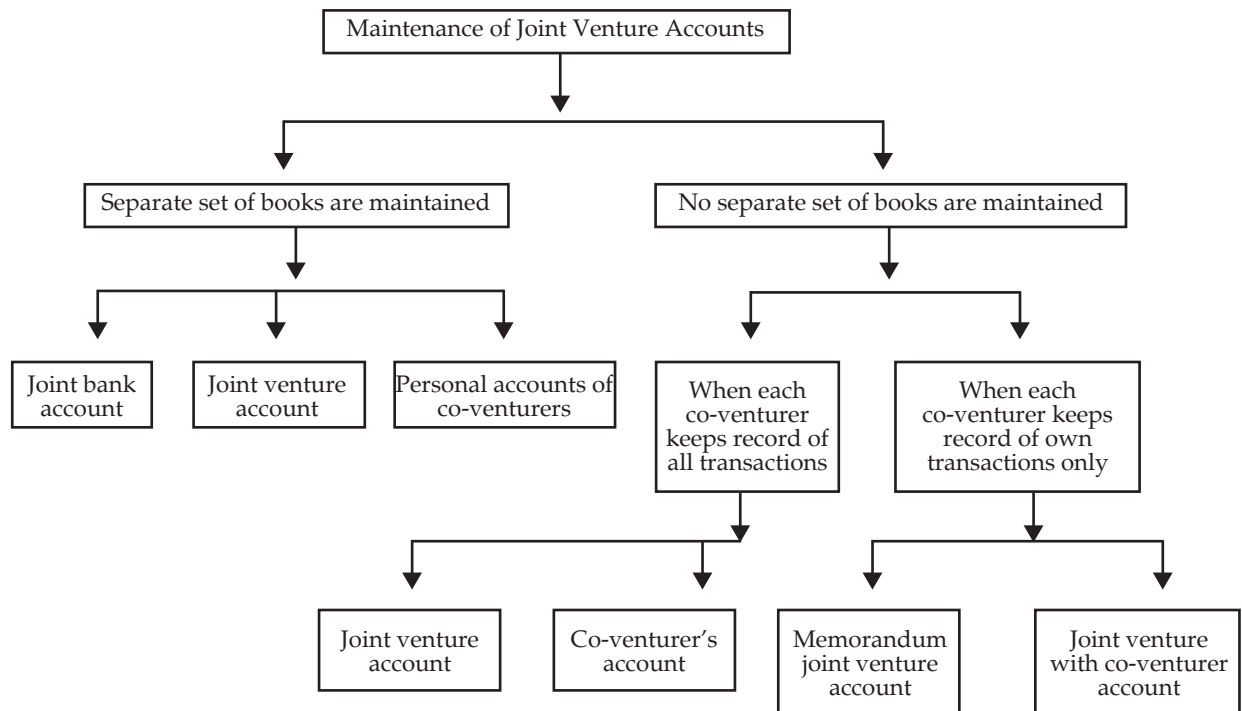 Maintenance of Joint Venture Accounts
Separate set of books are maintained
No separate set of books are maintained
Joint bank
account
Joint venture
account
Personal accounts of
co-venturers
When each
co-venturer
keeps record of
all transactions
When each
co-venturer keeps
record of own
transactions only
Joint venture
account
Co-venturer’s
account
Memorandum
joint venture
account
Joint venture
with co-venturer
account